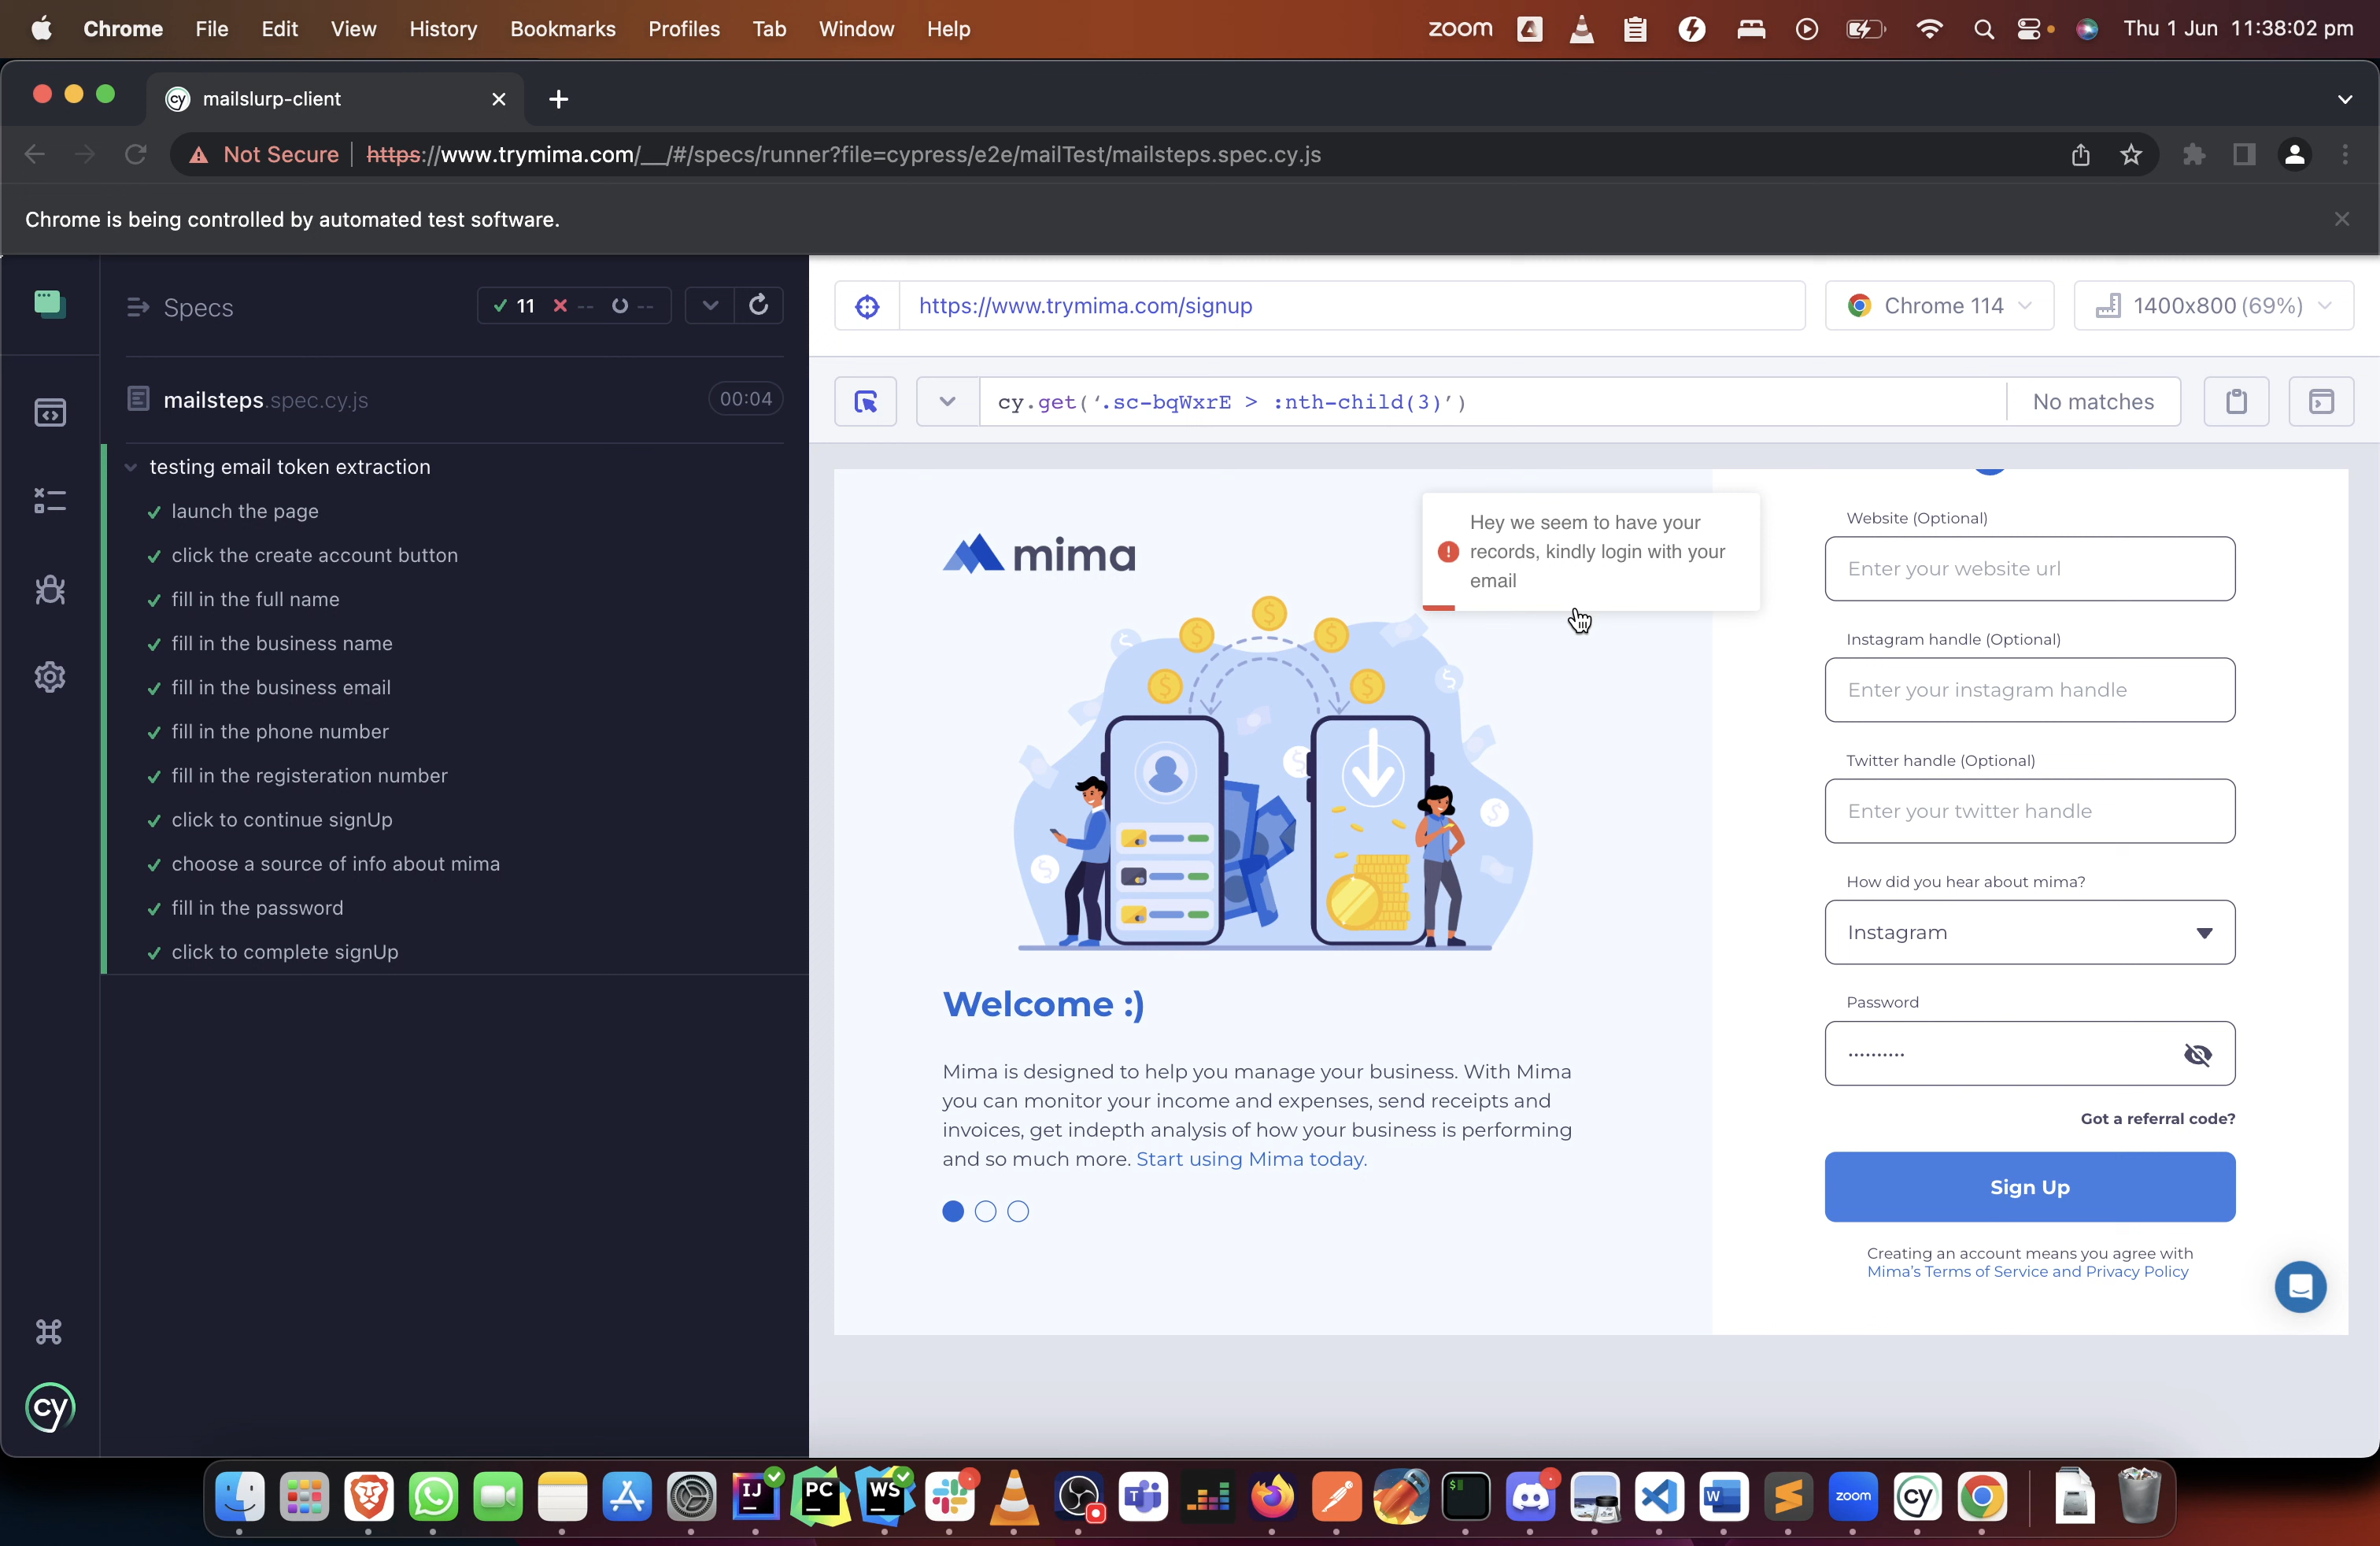 Chrome File Edit View History Bookmarks Profiles Tab Window Help zoom Thu 1 Jun 11:38:02 pm
cy mailslurp-client
Not Secure https://www.trymima.com/__/#/specs/runner?file=cypress/e2e/mailTest/mailsteps.spec.cy.js
Chrome is being controlled by automated test software.
Specs 11 -- --
https://www.trymima.com/signup Chrome 114 1400x800 (69%)
mailsteps.spec.cy.js 00:04
cy.get('.sc-bqWxrE > :nth-child(3)') No matches
testing email token extraction
launch the page
click the create account button
fill in the full name
fill in the business name
fill in the business email
fill in the phone number
fill in the registeration number
click to continue signUp
choose a source of info about mima
fill in the password
click to complete signUp
mima
Hey we seem to have your
records, kindly login with your
email
Welcome :)
Mima is designed to help you manage your business. With Mima
you can monitor your income and expenses, send receipts and
invoices, get indepth analysis of how your business is performing
and so much more. Start using Mima today.
Website (Optional)
Enter your website url
Instagram handle (Optional)
Enter your instagram handle
Twitter handle (Optional)
Enter your twitter handle
How did you hear about mima?
Instagram
Password
Got a referral code?
Sign Up
Creating an account means you agree with
Mima's Terms of Service and Privacy Policy
cy
IJ PC WS T W zoom cy